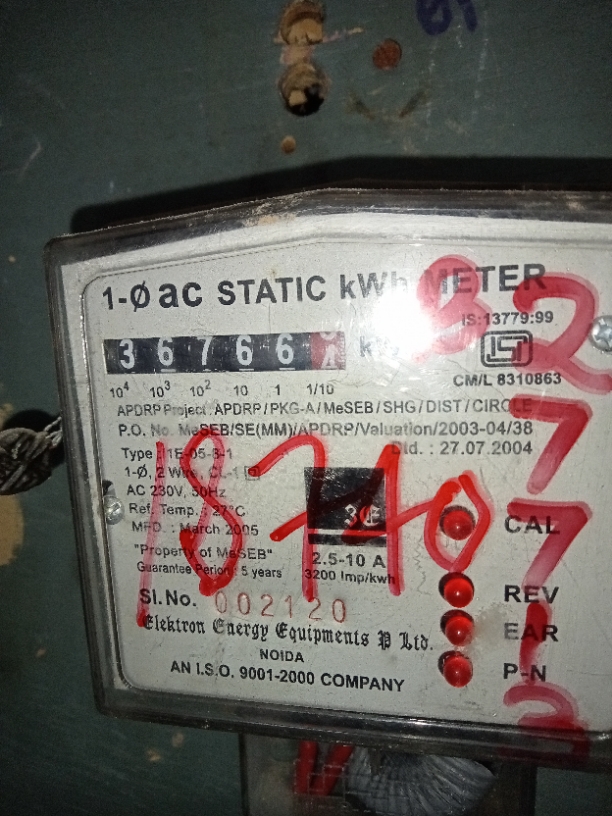 1-Ø ac STATIC kWh METER
IS:13779:99
3 6 7 6 6
10⁴ 10³ 10² 10 1 1/10
CM/L 8310863
APDRP Project. APDRP/PKG-A/MeSEB/SHG/DIST/CIRCLE
P.O. No. MeSEB/SE(MM)/APDRP/Valuation/2003-04/38
Dtd. : 27.07.2004
Type :
1-Ø, 2 Wire, CL-1
AC 230V, 50Hz
Ref. Temp. : 27°C
MFD. : March 2005
"Property of MeSEB"
Guarantee Period : 5 years
2.5-10 A
3200 Imp/kwh
CAL
REV
EAR
P-N
Sl.No. 002120
Elektron Energy Equipments P Ltd.
NOIDA
AN I.S.O. 9001-2000 COMPANY